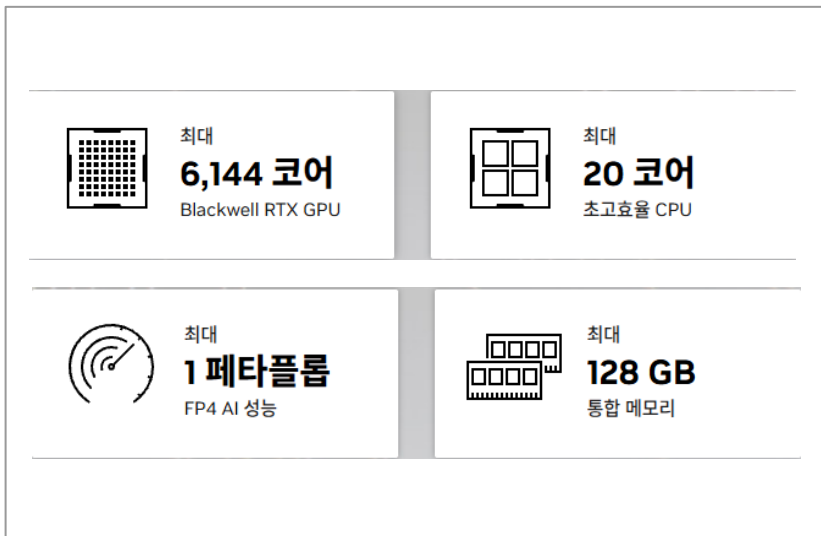 최대
6,144 코어
Blackwell RTX GPU
최대
20 코어
초고효율 CPU
최대
1 페타플롭
FP4 AI 성능
최대
128 GB
통합 메모리